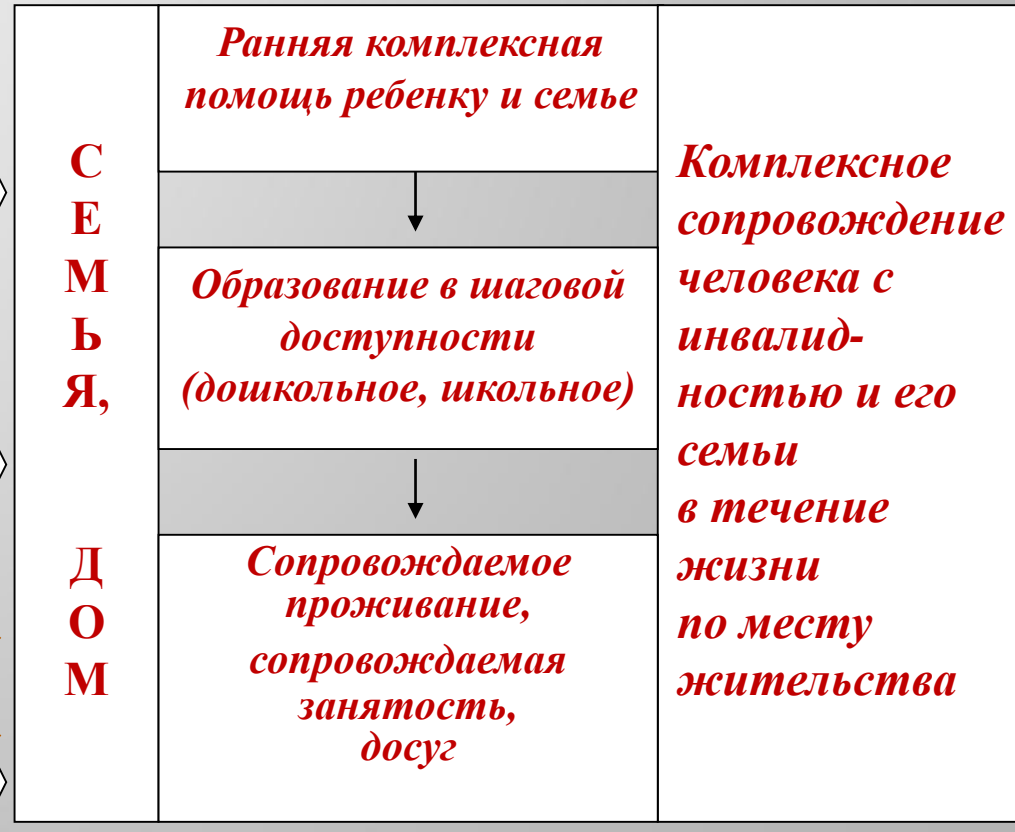 С
Е
М
Ь
Я,
Д
О
М
Ранняя комплексная
помощь ребенку и семье
Образование в шаговой
доступности
(дошкольное, школьное)
Сопровождаемое
проживание,
сопровождаемая
занятость,
досуг
Комплексное
сопровождение
человека с
инвалид-
ностью и его
семьи
в течение
жизни
по месту
жительства